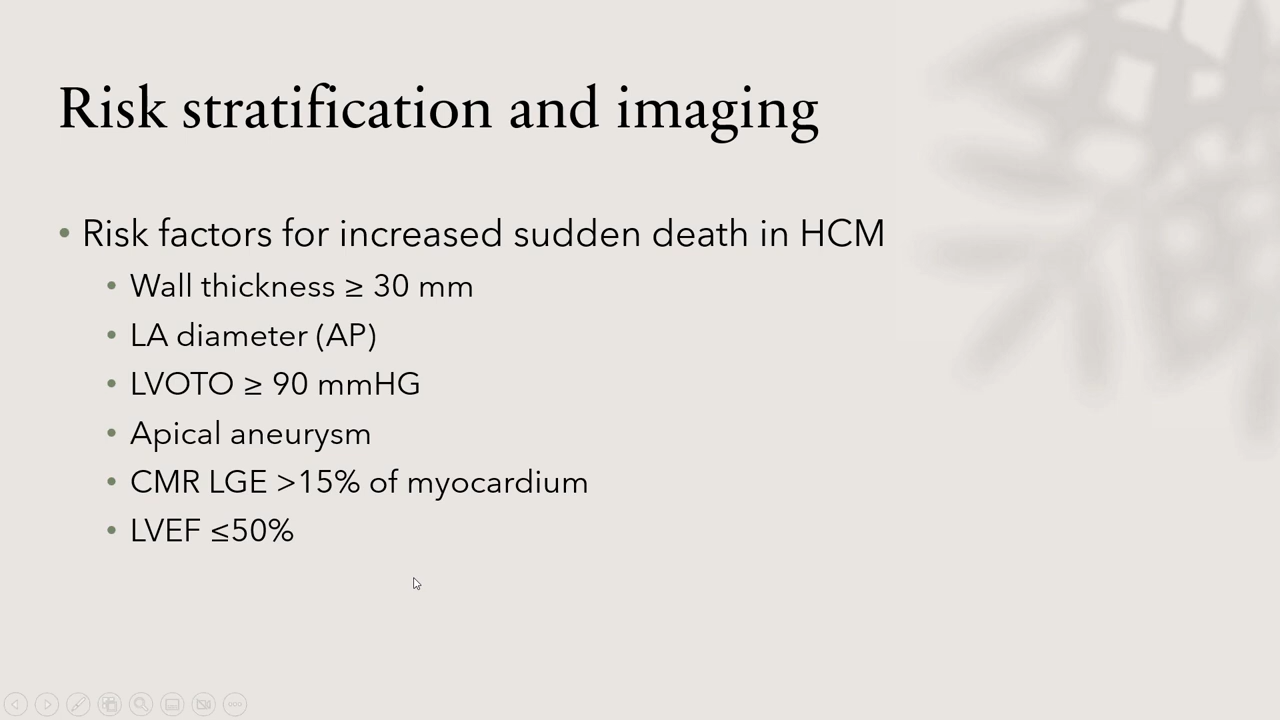 Risk stratification and imaging
• Risk factors for increased sudden death in HCM
• Wall thickness ≥ 30 mm
• LA diameter (AP)
• LVOTO ≥ 90 mmHG
• Apical aneurysm
• CMR LGE >15% of myocardium
• LVEF ≤50%